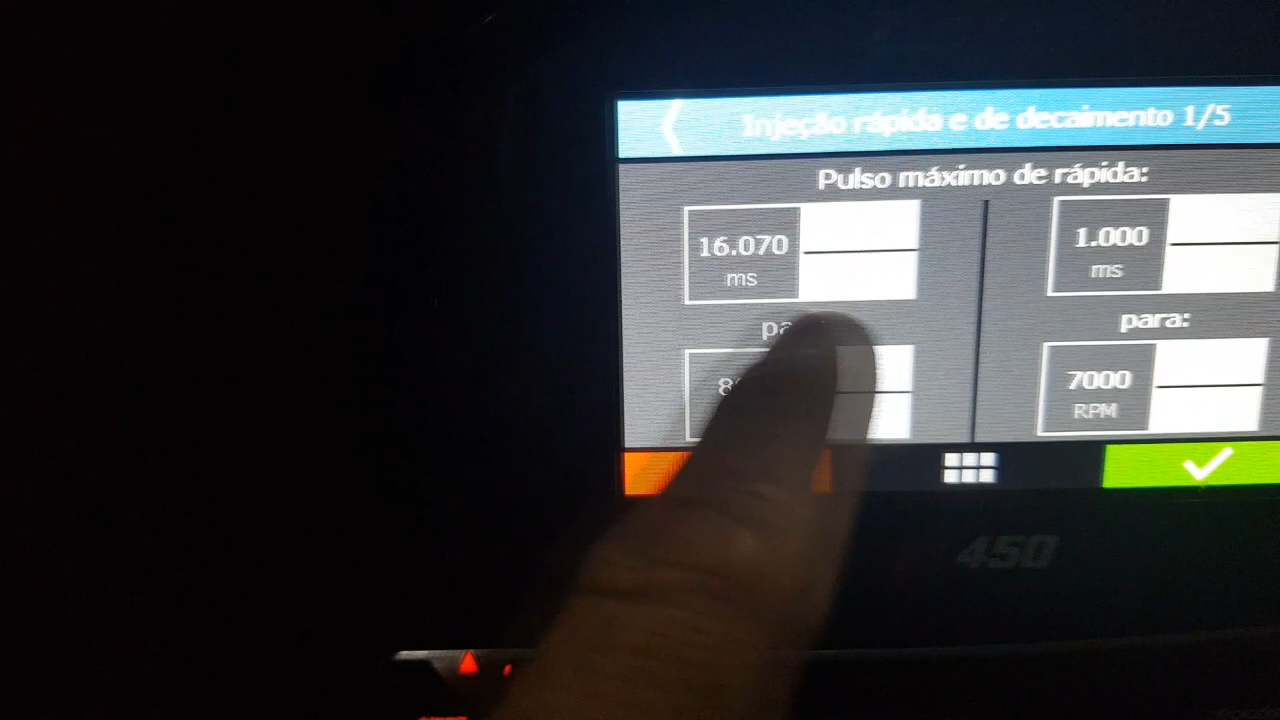 Injeção rápida e de decaimento 1/5
Pulso máximo de rápida:
16.070
ms
1.000
ms
para:
7000
RPM
450